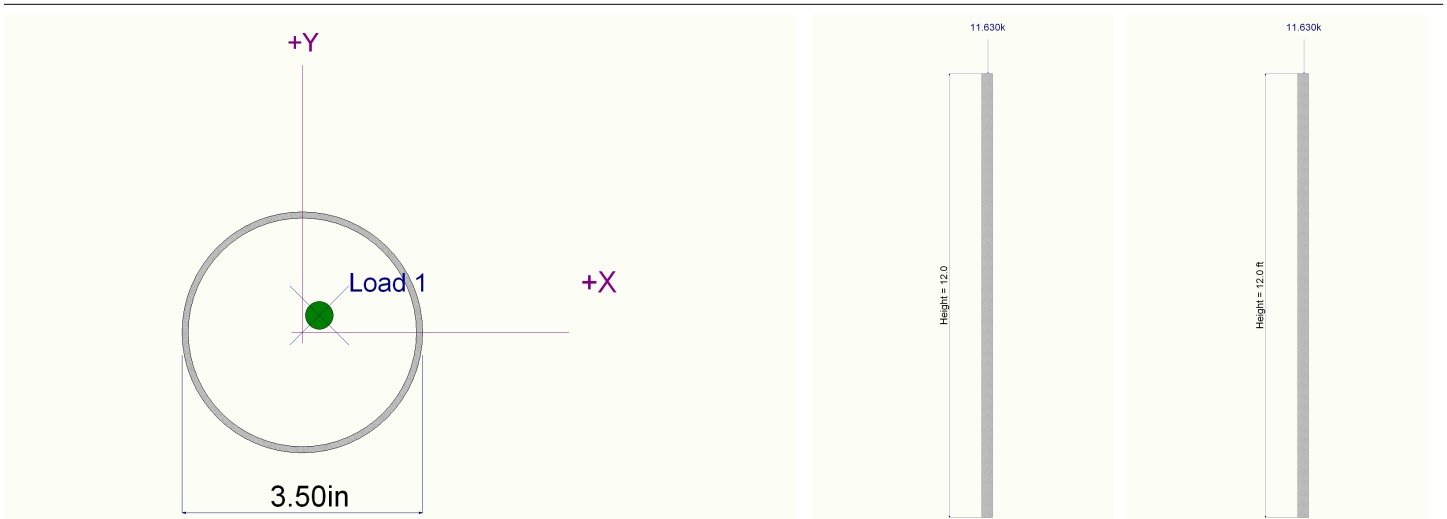 +Y
Load 1
+X
3.50in
11.630k
Height = 12.0
11.630k
Height = 12.0 ft